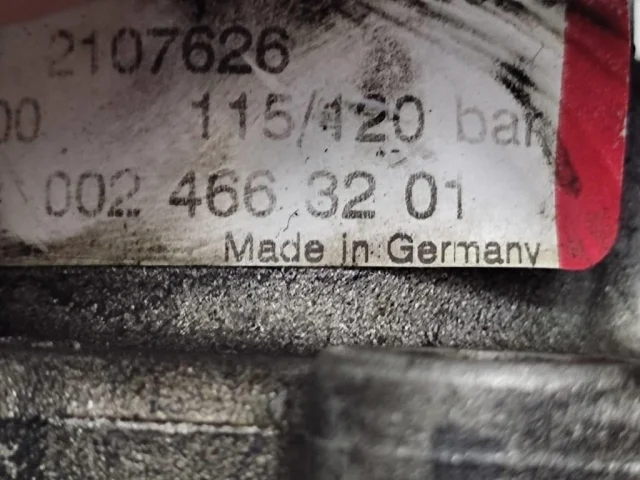 2107626
00 115/120 bar
002 466 32 01
Made in Germany